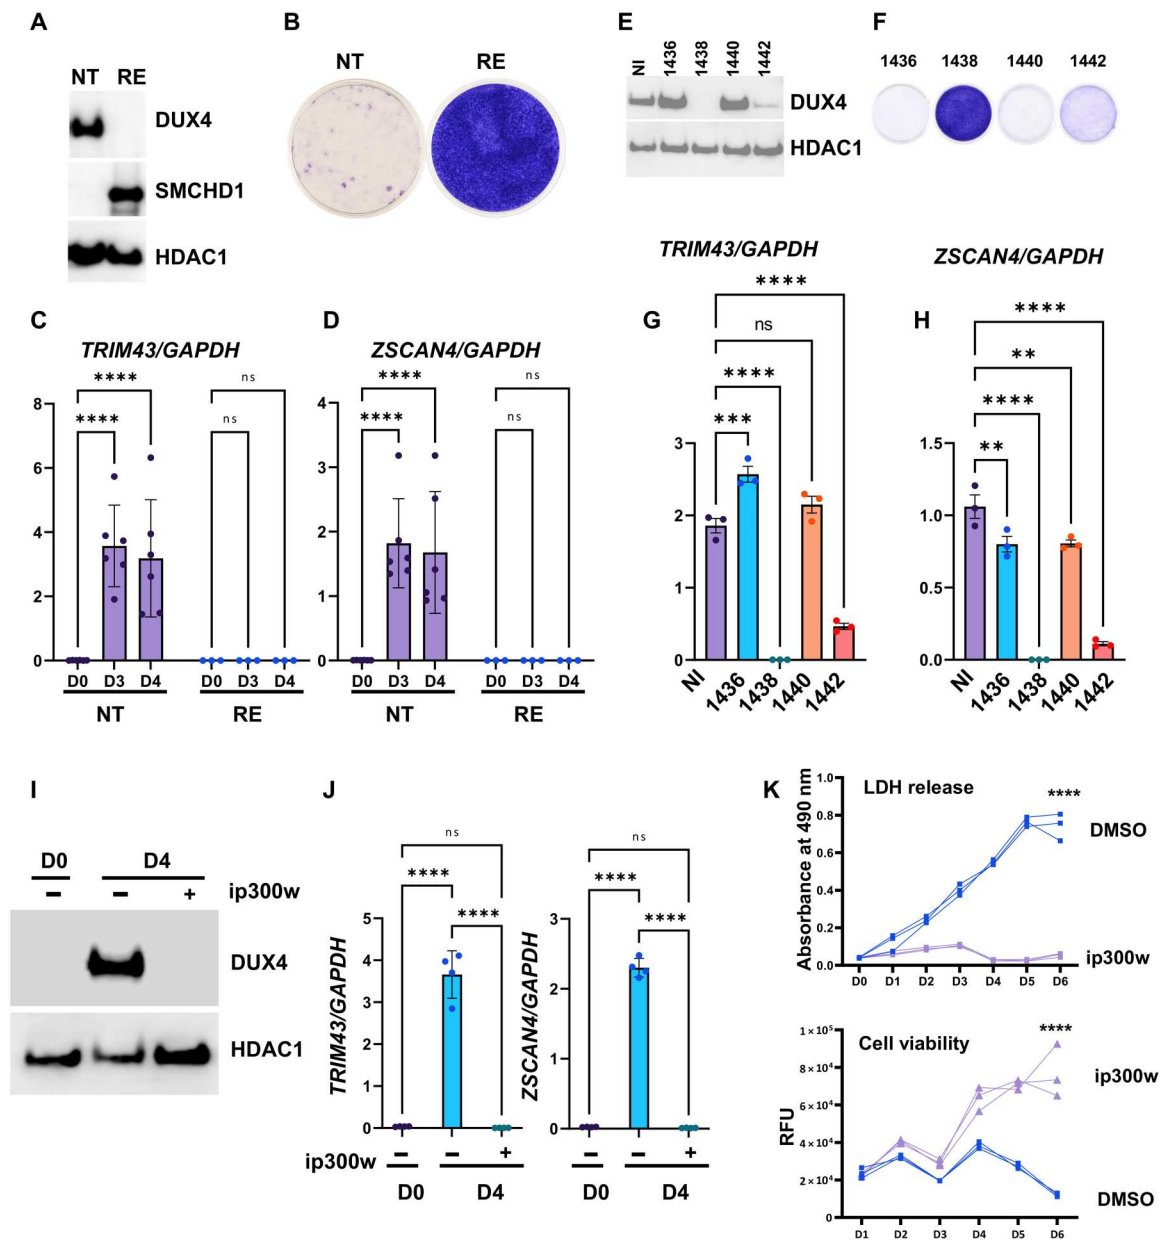 A
NT RE
DUX4
SMCHD1
HDAC1
B
NT RE
E
NI 1436 1438 1440 1442
DUX4
HDAC1
F
1436 1438 1440 1442
C
TRIM43/GAPDH
**** ns
**** ns
8
6
4
2
0
D0 D3 D4 D0 D3 D4
NT RE
D
ZSCAN4/GAPDH
**** ns
**** ns
4
3
2
1
0
D0 D3 D4 D0 D3 D4
NT RE
G
TRIM43/GAPDH
****
ns
****
***
3
2
1
0
NI 1436 1438 1440 1442
H
ZSCAN4/GAPDH
****
**
****
**
1.5
1.0
0.5
0.0
NI 1436 1438 1440 1442
I
D0 D4
– – + ip300w
DUX4
HDAC1
J
TRIM43/GAPDH
ns
****
****
5
4
3
2
1
0
ip300w – – +
D0 D4
ZSCAN4/GAPDH
ns
****
****
3
2
1
0
– – +
D0 D4
K
Absorbance at 490 nm
LDH release
****
DMSO
ip300w
1.0
0.8
0.6
0.4
0.2
0.0
D0 D1 D2 D3 D4 D5 D6
RFU
Cell viability
****
ip300w
DMSO
1×10⁵
8×10⁴
6×10⁴
4×10⁴
2×10⁴
0
D1 D2 D3 D4 D5 D6